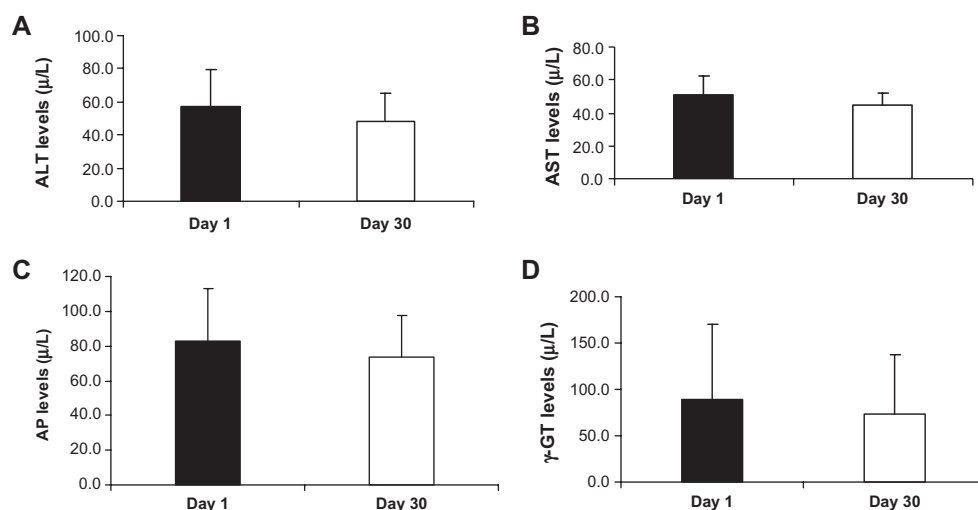 A
ALT levels (μ/L)
100.0
80.0
60.0
40.0
20.0
0.0
Day 1 Day 30
B
AST levels (μ/L)
80.0
60.0
40.0
20.0
0.0
Day 1 Day 30
C
AP levels (μ/L)
120.0
100.0
80.0
60.0
40.0
20.0
0.0
Day 1 Day 30
D
γ-GT levels (μ/L)
200.0
150.0
100.0
50.0
0.0
Day 1 Day 30